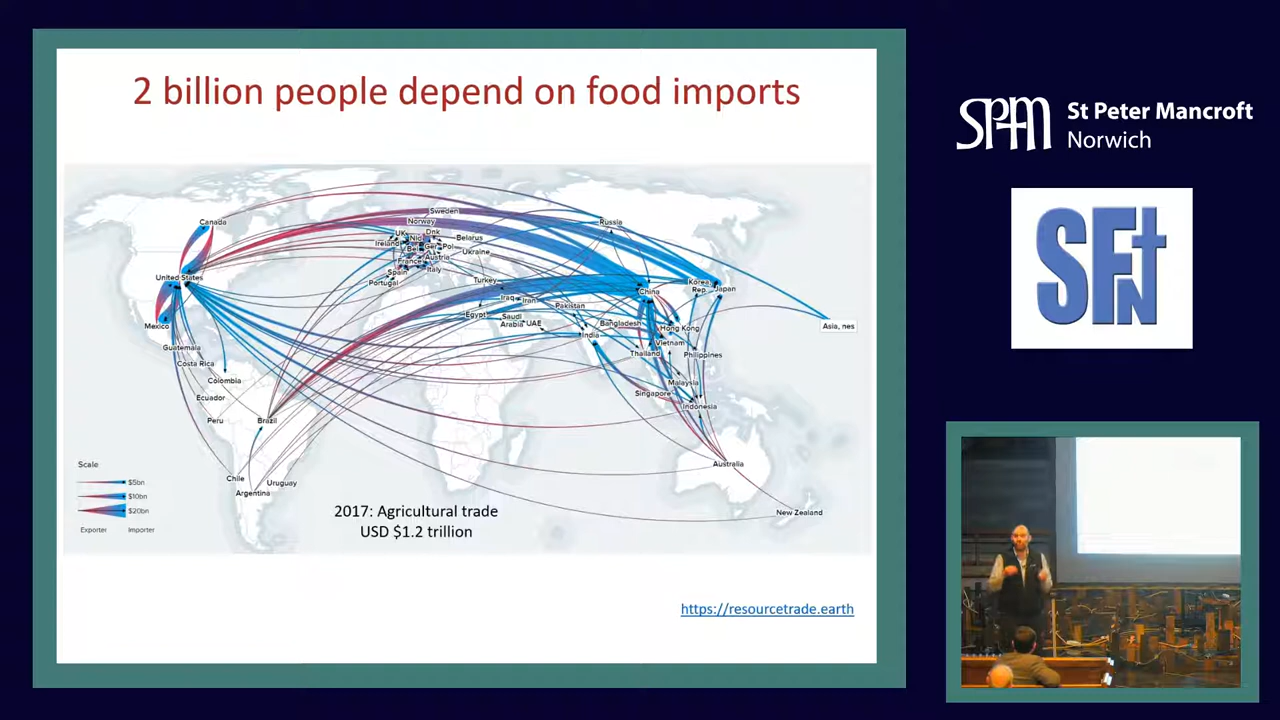 2 billion people depend on food imports
Sweden
Canada
Norway
Russia
UK
Dnk
Nld
Belarus
Ireland
Bel
Ger
Pol
Ukraine
France
Austria
Spain
Italy
Portugal
United States
Turkey
China
Korea,
Rep.
Japan
Iraq
Iran
Pakistan
Mexico
Egypt
Saudi
Arabia
UAE
Bangladesh
Hong Kong
Asia, nes
India
Guatemala
Vietnam
Thailand
Philippines
Costa Rica
Colombia
Malaysia
Ecuador
Singapore
Indonesia
Peru
Brazil
Australia
Chile
Uruguay
Argentina
New Zealand
Scale
$5bn
$10bn
$20bn
Exporter
Importer
2017: Agricultural trade
USD $1.2 trillion
https://resourcetrade.earth
SPM
St Peter Mancroft
Norwich
SFN